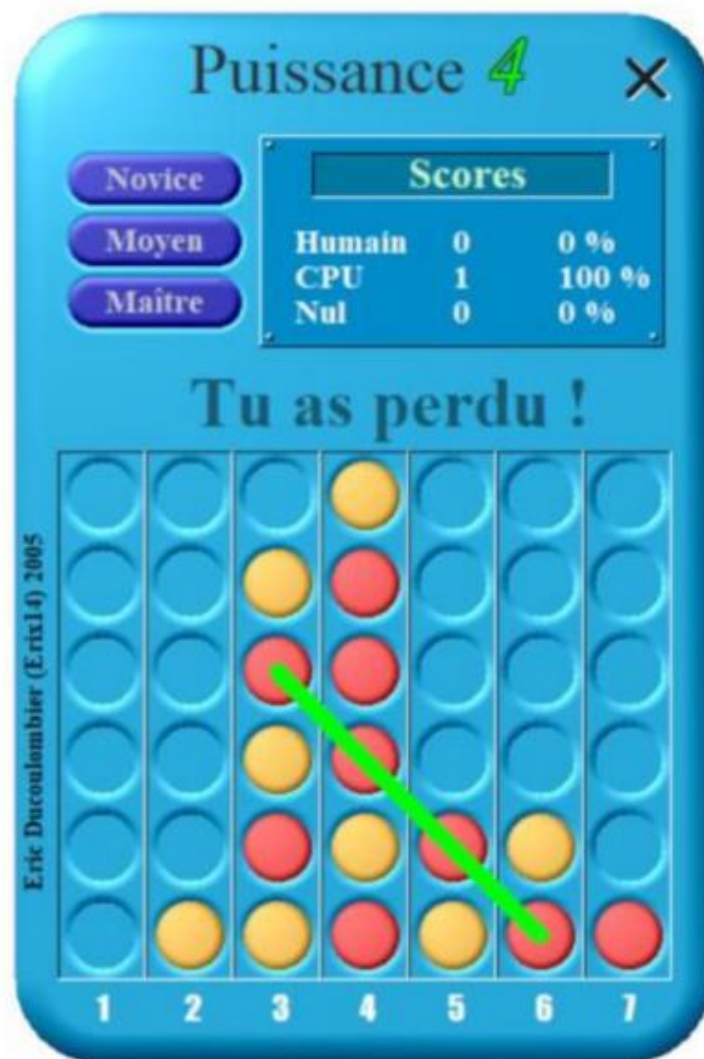 Puissance 4
Novice
Moyen
Maître
Scores
Humain 0 0 %
CPU 1 100 %
Nul 0 0 %
Tu as perdu !
Eric Ducoulombier (Erix14) 2005
1 2 3 4 5 6 7